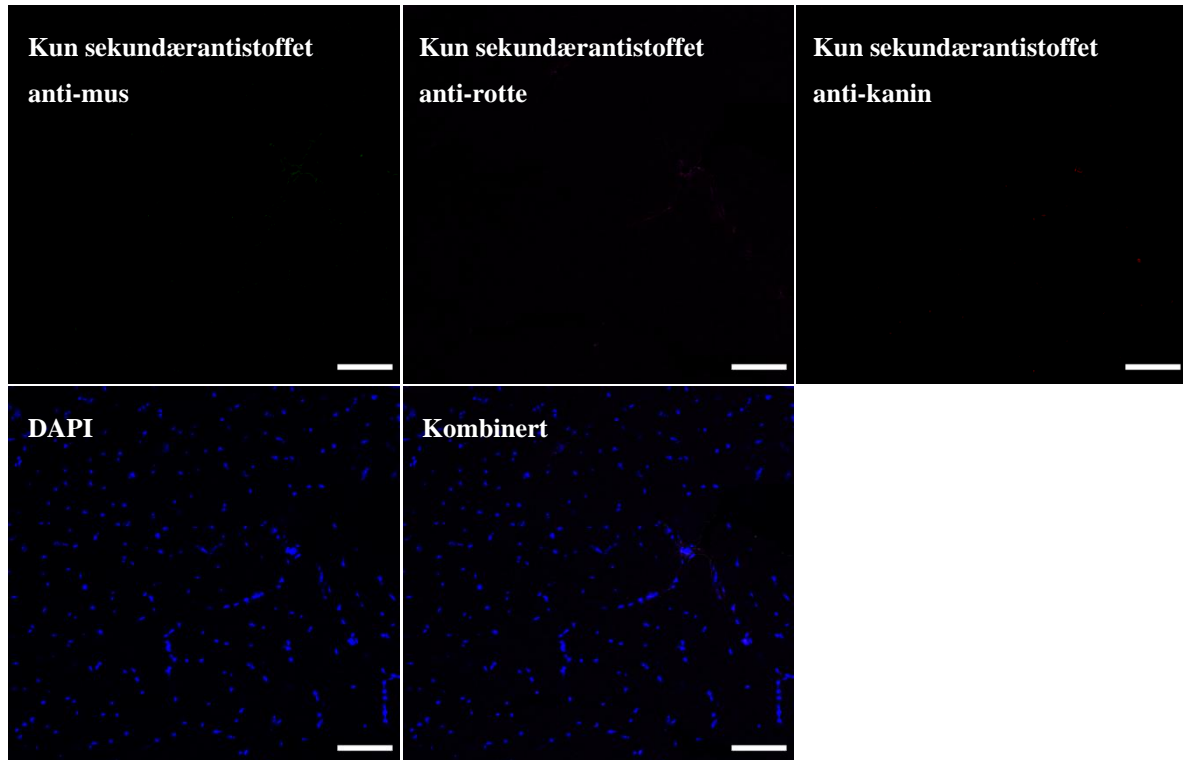 Kun sekundærantistoffet
anti-mus
Kun sekundærantistoffet
anti-rotte
Kun sekundærantistoffet
anti-kanin
DAPI
Kombinert